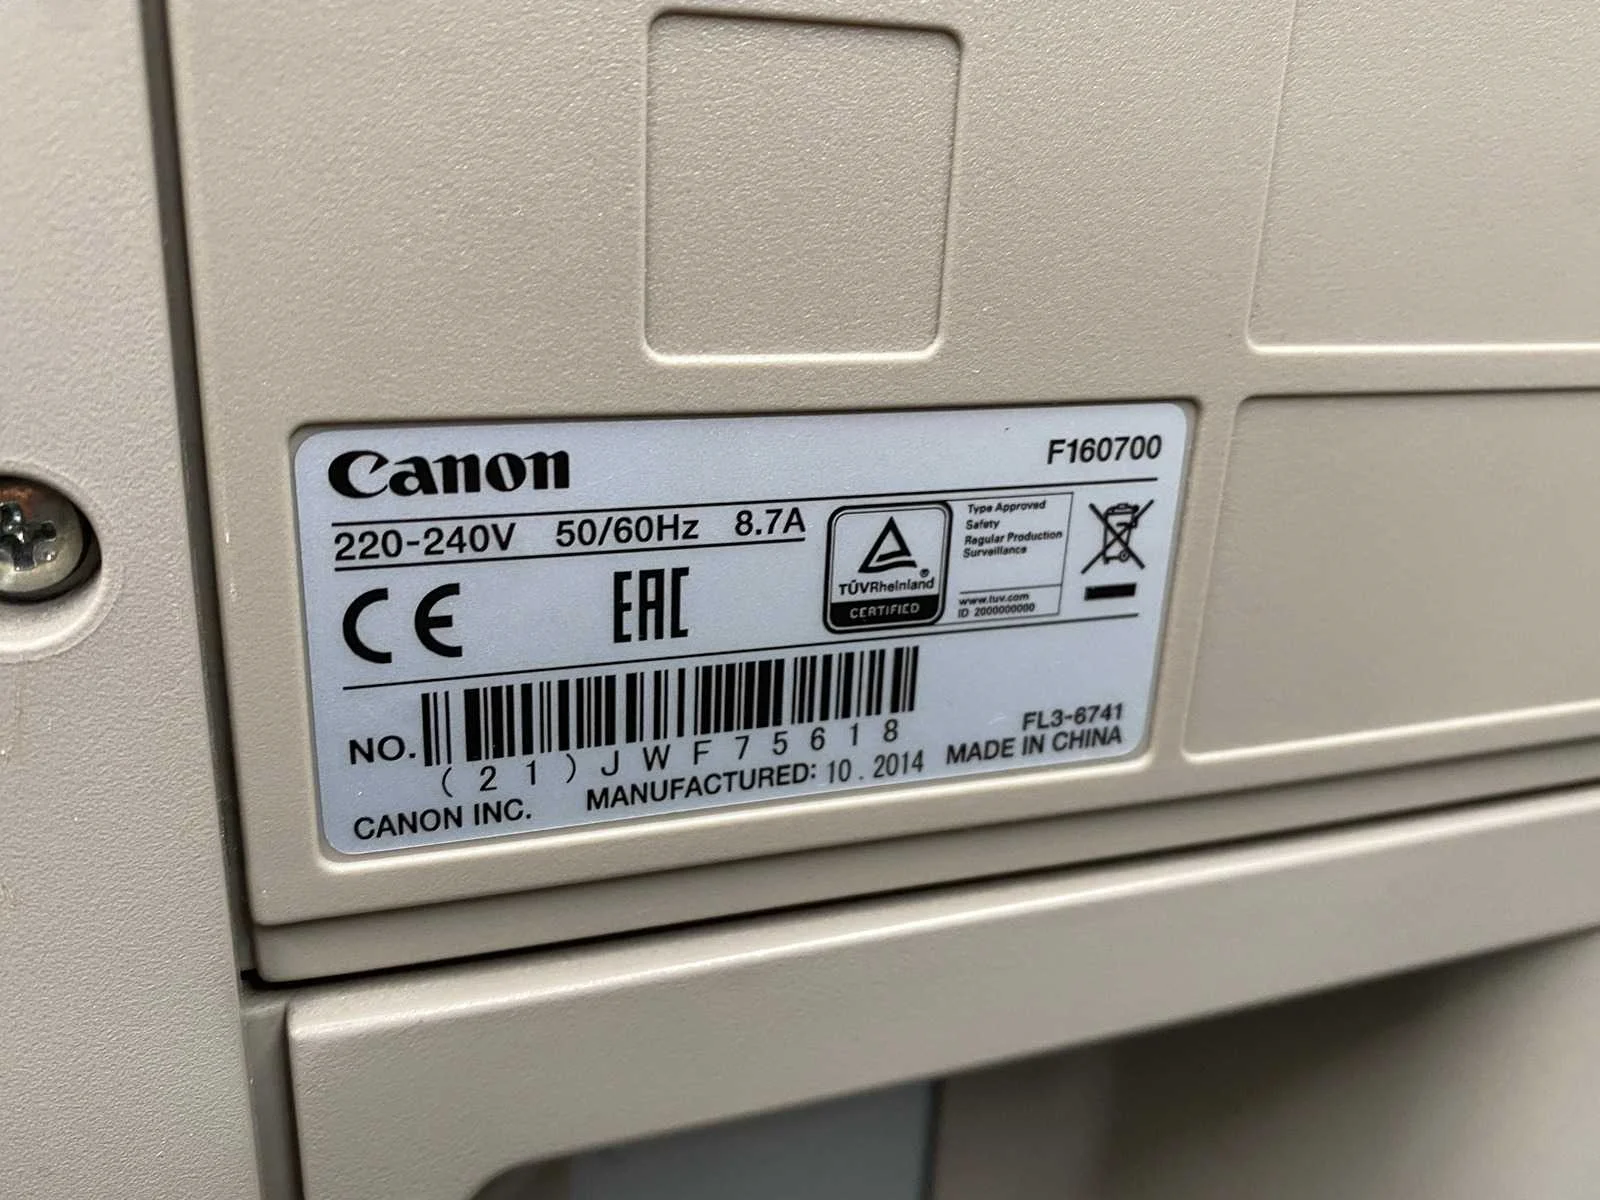 Canon
F160700
220-240V 50/60Hz 8.7A
CE
EAC
TÜVRheinland®
CERTIFIED
Type Approved
Safety
Regular Production
Surveillance
www.tuv.com
ID 2000000000
NO.
(21)JWF75618
FL3-6741
CANON INC. MANUFACTURED: 10.2014 MADE IN CHINA